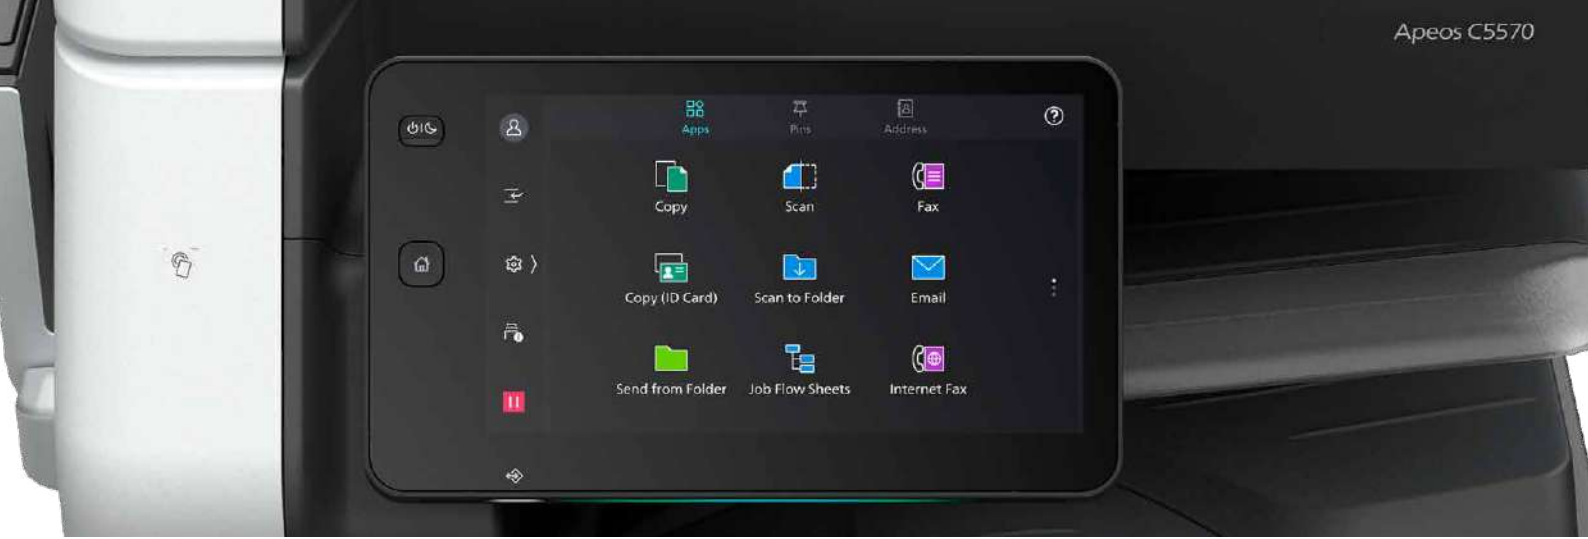 Apeos C5570
Apps
Pins
Address
Copy
Scan
Fax
Copy (ID Card)
Scan to Folder
Email
Send from Folder
Job Flow Sheets
Internet Fax